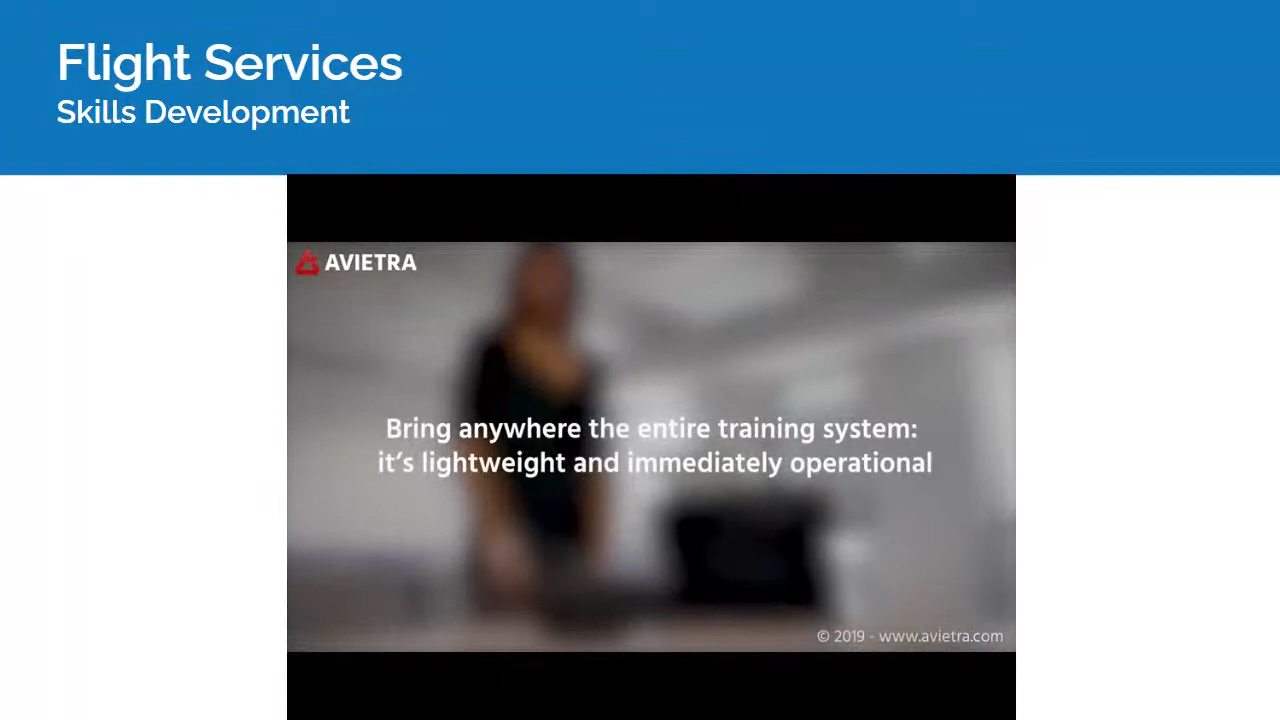 Flight Services
Skills Development
AVIETRA
Bring anywhere the entire training system:
it's lightweight and immediately operational
© 2019 - www.avietra.com